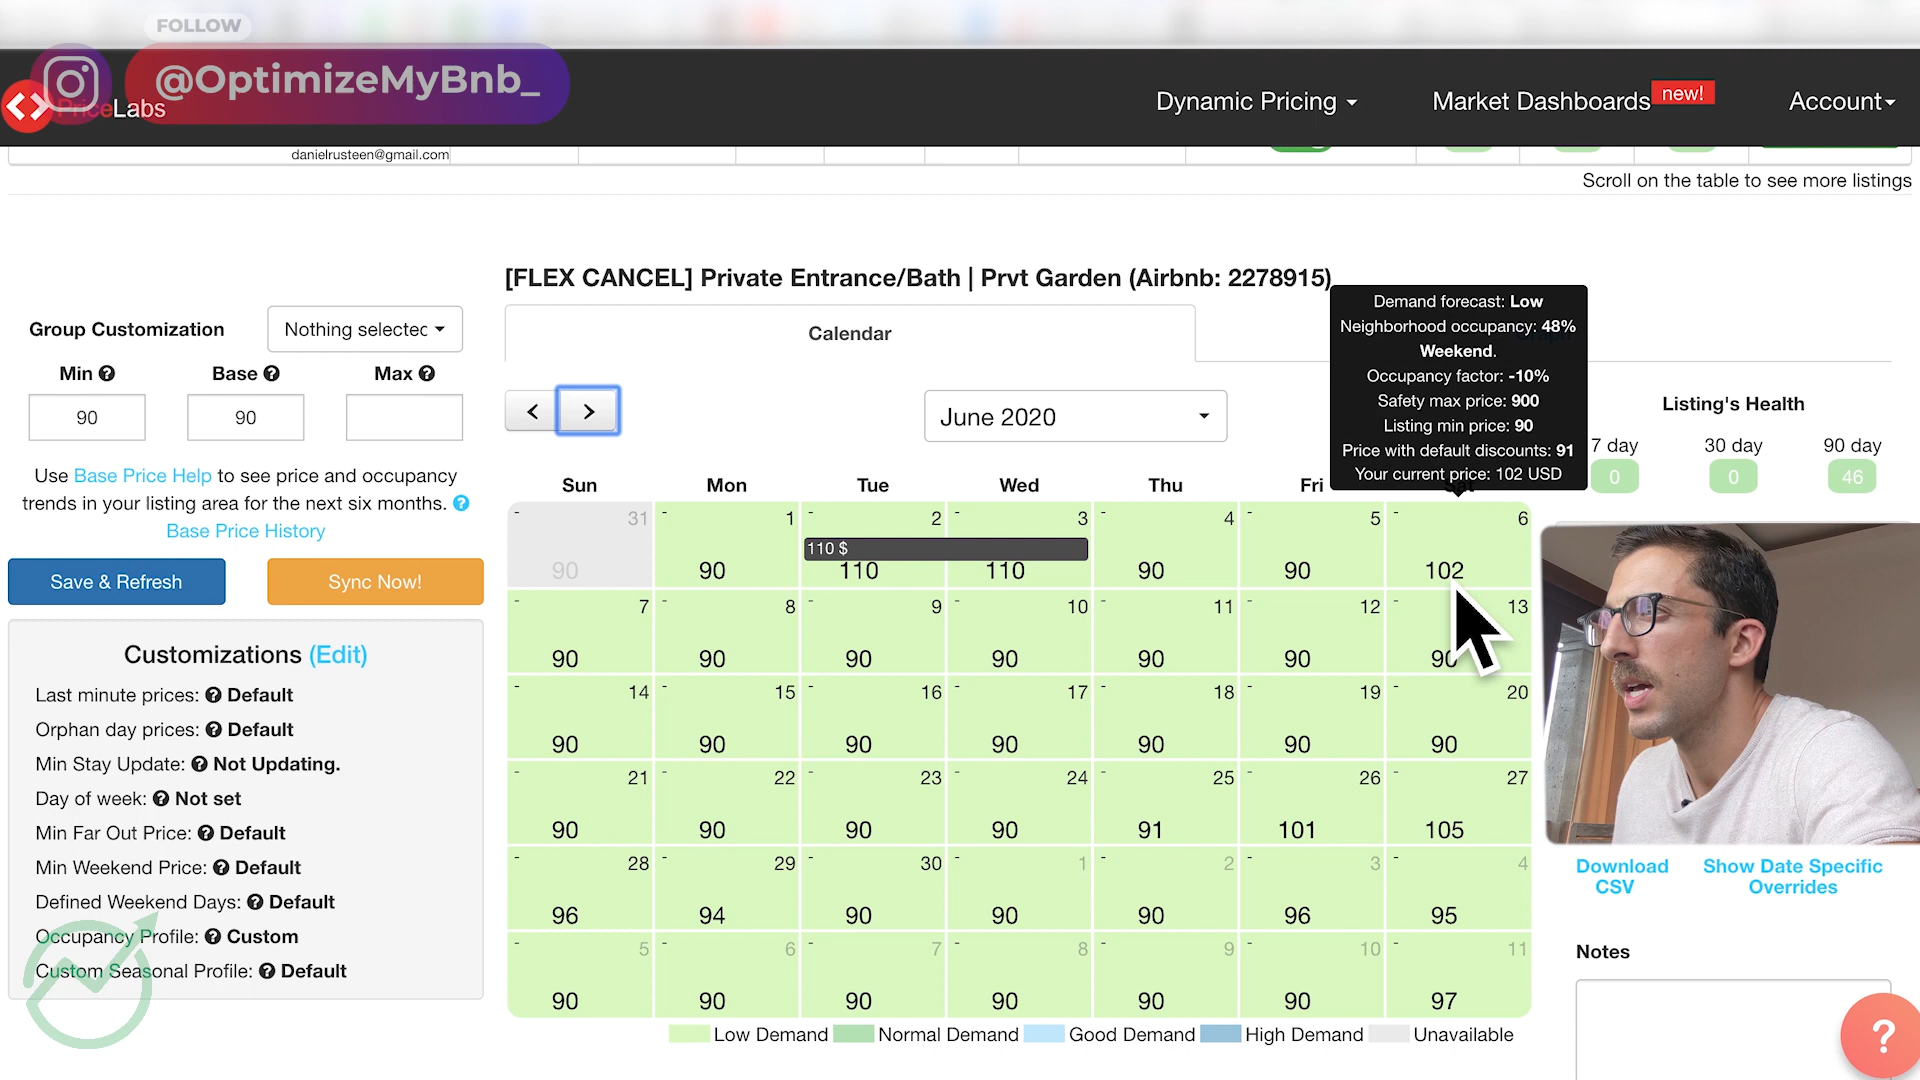 FOLLOW
@OptimizeMyBnb_
PriceLabs
Dynamic Pricing
Market Dashboards new!
Account
danielrusteen@gmail.com
Scroll on the table to see more listings
[FLEX CANCEL] Private Entrance/Bath | Prvt Garden (Airbnb: 2278915)
Group Customization
Nothing selected
Min ? Base ? Max ?
90 90
Use Base Price Help to see price and occupancy
trends in your listing area for the next six months. ?
Base Price History
Save & Refresh
Sync Now!
Customizations (Edit)
Last minute prices: ? Default
Orphan day prices: ? Default
Min Stay Update: ? Not Updating.
Day of week: ? Not set
Min Far Out Price: ? Default
Min Weekend Price: ? Default
Defined Weekend Days: ? Default
Occupancy Profile: ? Custom
Custom Seasonal Profile: ? Default
Calendar
Graph
< >
June 2020
Demand forecast: Low
Neighborhood occupancy: 48%
Weekend.
Occupancy factor: -10%
Safety max price: 900
Listing min price: 90
Price with default discounts: 91
Your current price: 102 USD
Sun Mon Tue Wed Thu Fri Sat
- 31 - 1 - 2 - 3 - 4 - 5 - 6
110 $
90 90 110 110 90 90 102
- 7 - 8 - 9 - 10 - 11 - 12 - 13
90 90 90 90 90 90 90
- 14 - 15 - 16 - 17 - 18 - 19 - 20
90 90 90 90 90 90 90
- 21 - 22 - 23 - 24 - 25 - 26 - 27
90 90 90 90 91 101 105
- 28 - 29 - 30 - 1 - 2 - 3 - 4
96 94 90 90 90 96 95
- 5 - 6 - 7 - 8 - 9 - 10 - 11
90 90 90 90 90 90 97
Low Demand Normal Demand Good Demand High Demand Unavailable
Listing's Health
7 day 30 day 90 day
0 0 46
Download
CSV
Show Date Specific
Overrides
Notes
?